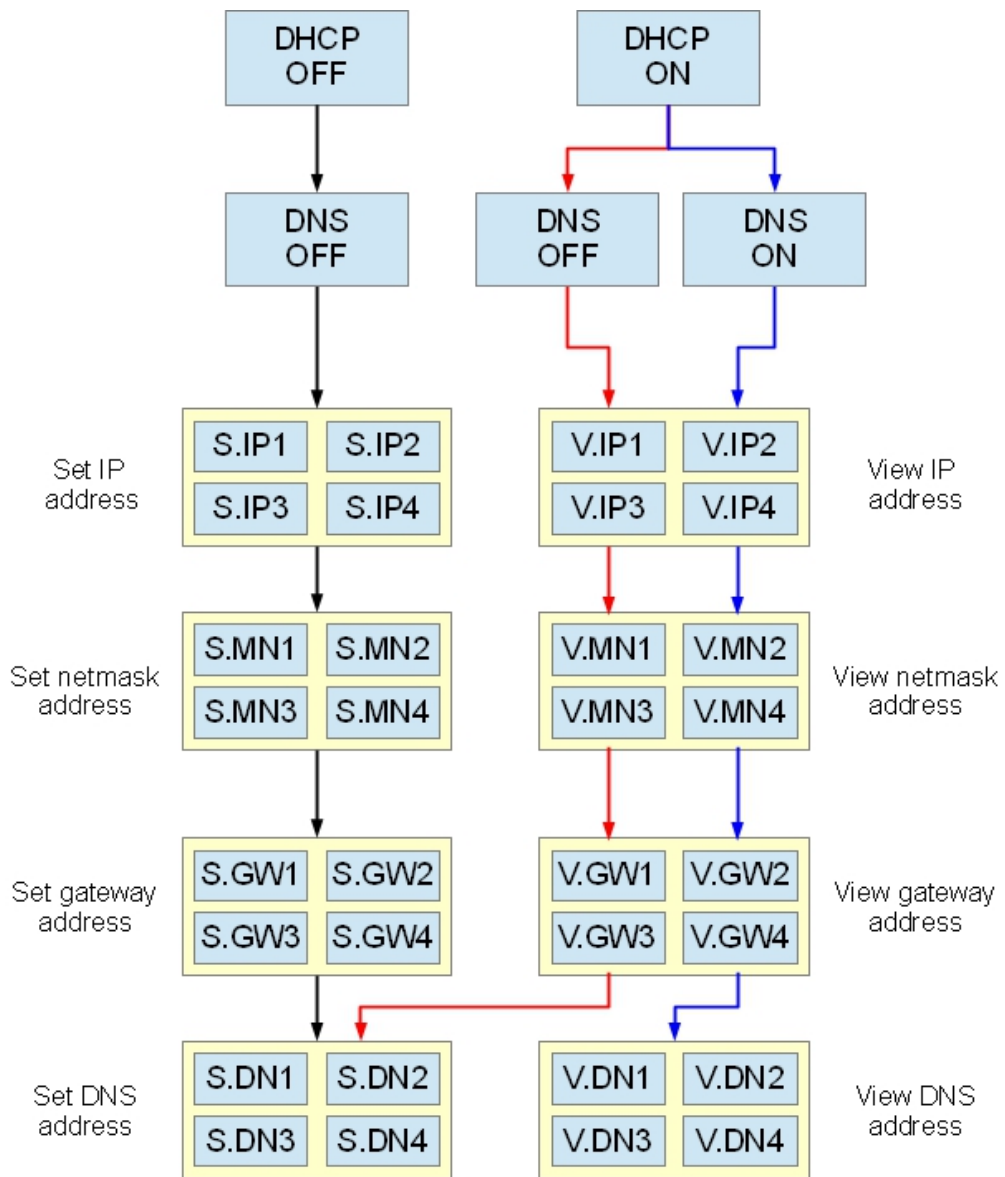 DHCP
OFF
DHCP
ON
DNS
OFF
DNS
OFF
DNS
ON
Set IP
address
S.IP1 S.IP2
S.IP3 S.IP4
V.IP1 V.IP2
V.IP3 V.IP4
View IP
address
Set netmask
address
S.MN1 S.MN2
S.MN3 S.MN4
V.MN1 V.MN2
V.MN3 V.MN4
View netmask
address
Set gateway
address
S.GW1 S.GW2
S.GW3 S.GW4
V.GW1 V.GW2
V.GW3 V.GW4
View gateway
address
Set DNS
address
S.DN1 S.DN2
S.DN3 S.DN4
V.DN1 V.DN2
V.DN3 V.DN4
View DNS
address